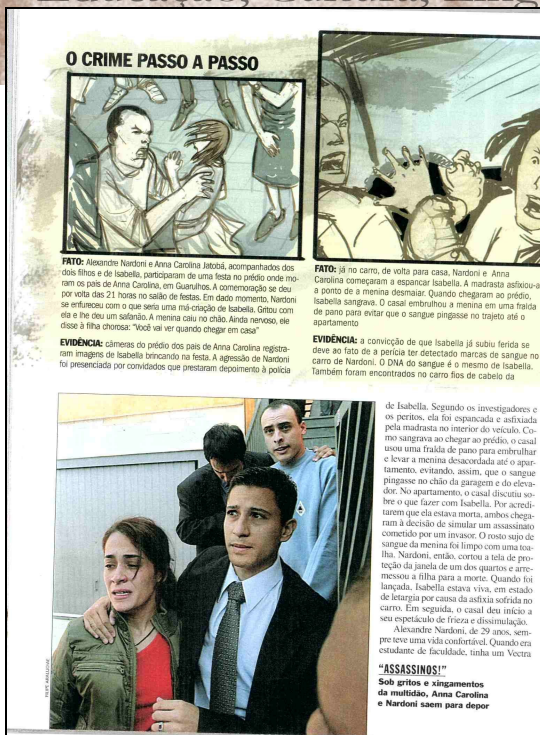 O CRIME PASSO A PASSO
FATO: Alexandre Nardoni e Anna Carolina Jatobá, acompanhados dos
dois filhos e de Isabella, participaram de uma festa no prédio onde mo-
ram os pais de Anna Carolina, em Guarulhos. A comemoração se deu
por volta das 21 horas no salão de festas. Em dado momento, Nardoni
se enfureceu com o que seria uma má-criação de Isabella. Gritou com
ela e lhe deu um safanão. A menina caiu no chão. Ainda nervoso, ele
disse à filha chorosa: "Você vai ver quando chegar em casa"
EVIDÊNCIA: câmeras do prédio dos pais de Anna Carolina registra-
ram imagens de Isabella brincando na festa. A agressão de Nardoni
foi presenciada por convidados que prestaram depoimento à polícia
FATO: já no carro, de volta para casa, Nardoni e Anna
Carolina começaram a espancar Isabella. A madrasta asfixiou-a
a ponto de a menina desmaiar. Quando chegaram ao prédio,
Isabella sangrava. O casal embrulhou a menina em uma fralda
de pano para evitar que o sangue pingasse no trajeto até o
apartamento
EVIDÊNCIA: a convicção de que Isabella já subiu ferida se
deve ao fato de a perícia ter detectado marcas de sangue no
carro de Nardoni. O DNA do sangue é o mesmo de Isabella.
Também foram encontrados no carro fios de cabelo da
de Isabella. Segundo os investigadores e
os peritos, ela foi espancada e asfixiada
pela madrasta no interior do veículo. Co-
mo sangrava ao chegar ao prédio, o casal
usou uma fralda de pano para embrulhar
e levar a menina desacordada até o apar-
tamento, evitando, assim, que o sangue
pingasse no chão da garagem e do eleva-
dor. No apartamento, o casal discutiu so-
bre o que fazer com Isabella. Por acredi-
tarem que ela estava morta, ambos chega-
ram à decisão de simular um assassinato
cometido por um invasor. O rosto sujo de
sangue da menina foi limpo com uma toa-
lha. Nardoni, então, cortou a tela de pro-
teção da janela de um dos quartos e arre-
messou a filha para a morte. Quando foi
lançada, Isabella estava viva, em estado
de letargia por causa da asfixia sofrida no
carro. Em seguida, o casal deu início a
seu espetáculo de frieza e dissimulação.
Alexandre Nardoni, de 29 anos, sem-
pre teve uma vida confortável. Quando era
estudante de faculdade, tinha um Vectra
"ASSASSINOS!"
Sob gritos e xingamentos
da multidão, Anna Carolina
e Nardoni saem para depor